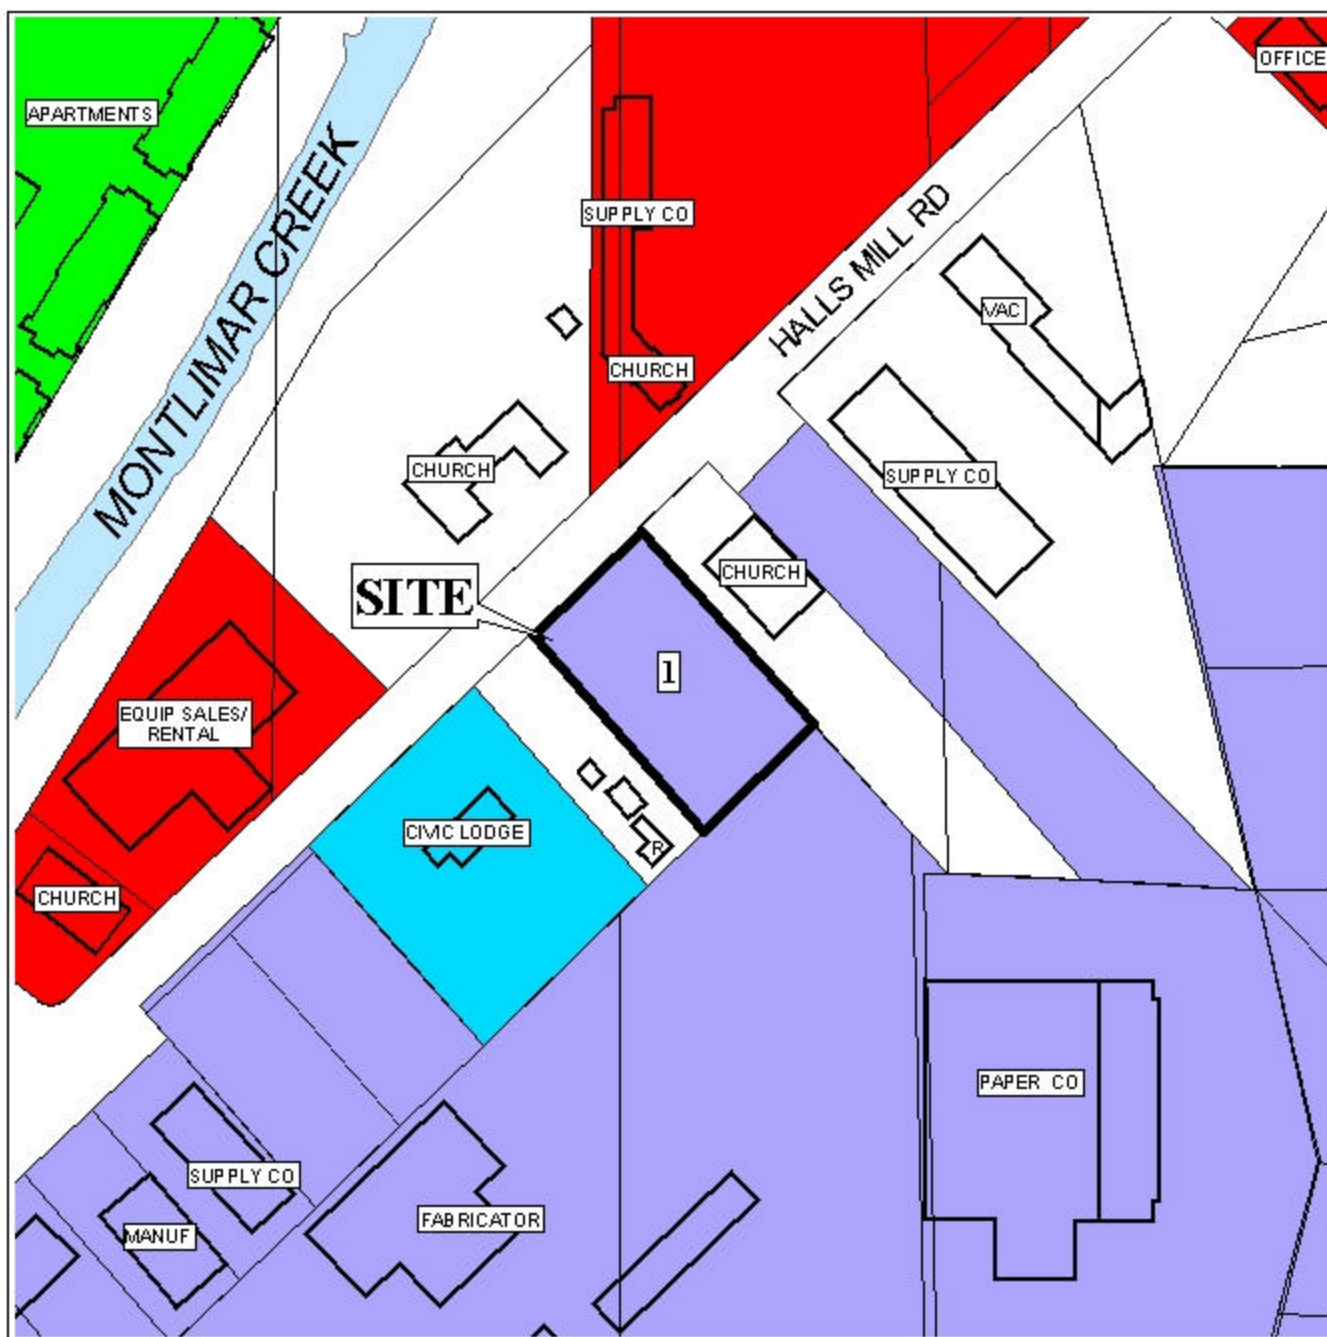 OFFICE
APARTMENTS
MONTLIMAR CREEK
SUPPLY CO
HALLS MILL RD
VAC
CHURCH
CHURCH
SUPPLY CO
CHURCH
SITE
1
EQUIP SALES/
RENTAL
CIVIC LODGE
R
CHURCH
PAPER CO
SUPPLY CO
FABRICATOR
MANUF